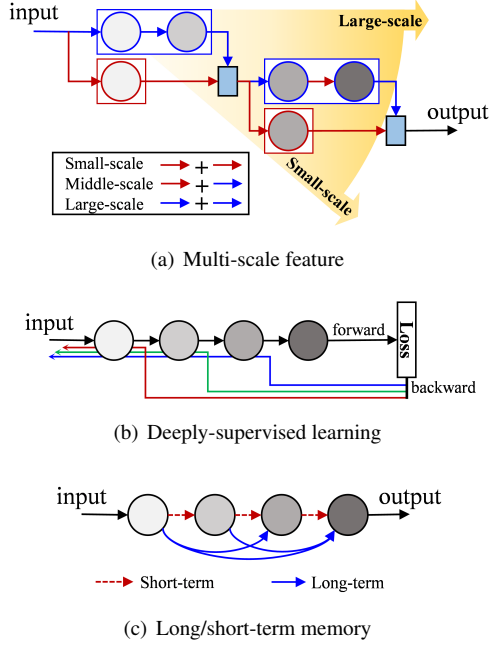 Large-scale
input
output
Small-scale
Small-scale +
Middle-scale +
Large-scale +
(a) Multi-scale feature
input
forward
Loss
backward
(b) Deeply-supervised learning
input
output
Short-term
Long-term
(c) Long/short-term memory